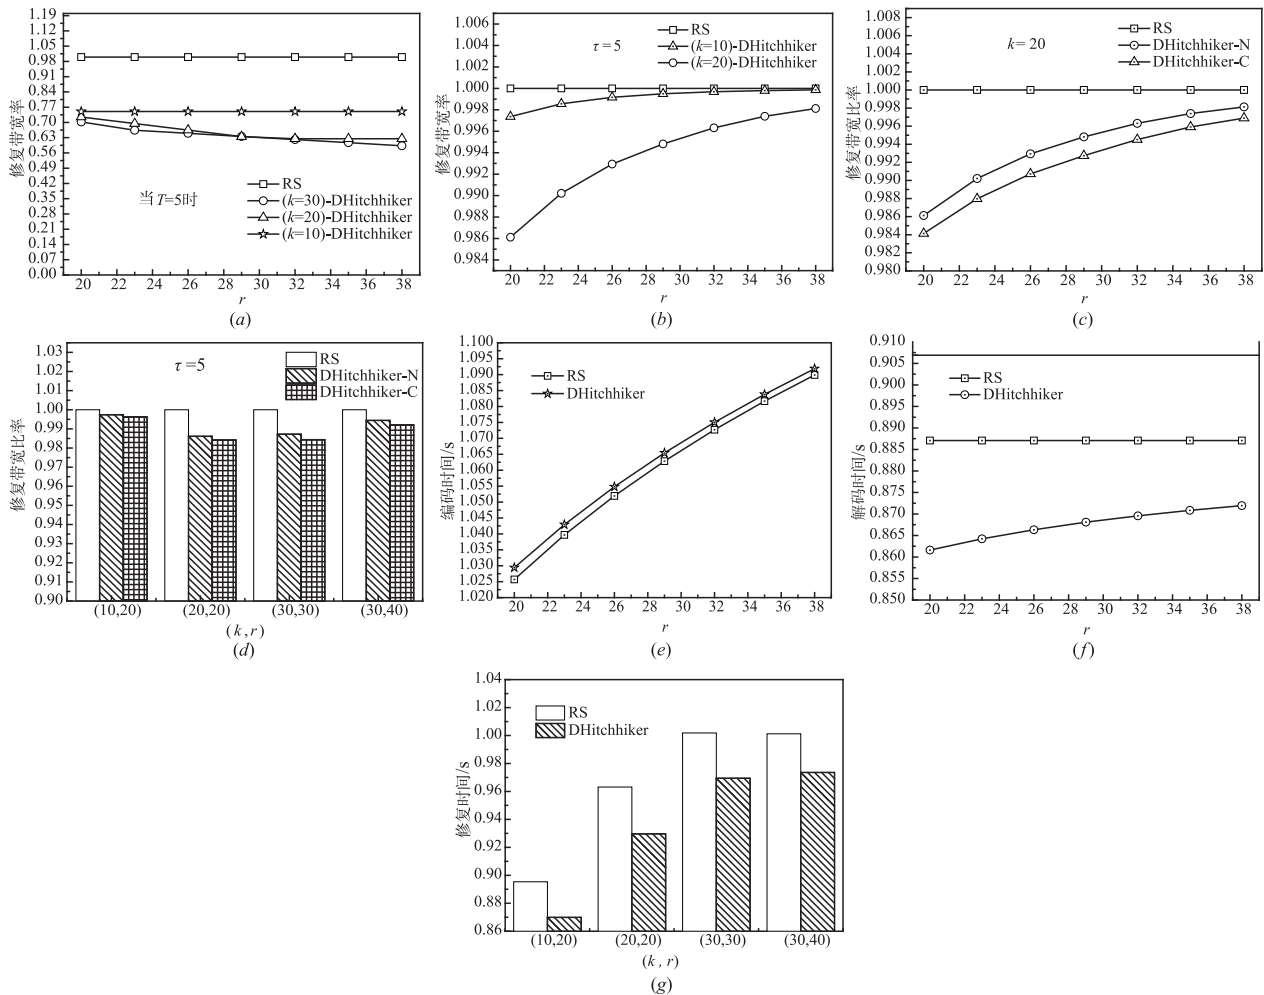 1.19
1.12
1.05
0.98
0.91
0.84
0.77
0.70
0.63
0.56
0.49
0.42
0.35
0.28
0.21
0.14
0.07
0.00
修复带宽率
当T=5时
RS
(k=30)-DHitchhiker
(k=20)-DHitchhiker
(k=10)-DHitchhiker
20 22 24 26 28 30 32 34 36 38
r
(a)
1.006
1.004
1.002
1.000
0.998
0.996
0.994
0.992
0.990
0.988
0.986
0.984
修复带宽率
τ=5
RS
(k=10)-DHitchhiker
(k=20)-DHitchhiker
20 22 24 26 28 30 32 34 36 38
r
(b)
1.008
1.006
1.004
1.002
1.000
0.998
0.996
0.994
0.992
0.990
0.988
0.986
0.984
0.982
0.980
修复带宽比率
k=20
RS
DHitchhiker-N
DHitchhiker-C
20 22 24 26 28 30 32 34 36 38
r
(c)
1.03
1.02
1.01
1.00
0.99
0.98
0.97
0.96
0.95
0.94
0.93
0.92
0.91
0.90
修复带宽比率
τ=5
RS
DHitchhiker-N
DHitchhiker-C
(10,20) (20,20) (30,30) (30,40)
(k,r)
(d)
1.100
1.095
1.090
1.080
1.070
1.060
1.050
1.040
1.030
1.025
1.020
编码时间/s
RS
DHitchhiker
20 22 24 26 28 30 32 34 36 38
r
(e)
0.910
0.905
0.900
0.895
0.890
0.885
0.880
0.875
0.870
0.865
0.860
0.855
0.850
解码时间/s
RS
DHitchhiker
20 22 24 26 28 30 32 34 36 38
r
(f)
1.04
1.02
1.00
0.98
0.96
0.94
0.92
0.90
0.88
0.86
修复时间/s
RS
DHitchhiker
(10,20) (20,20) (30,30) (30,40)
(k,r)
(g)